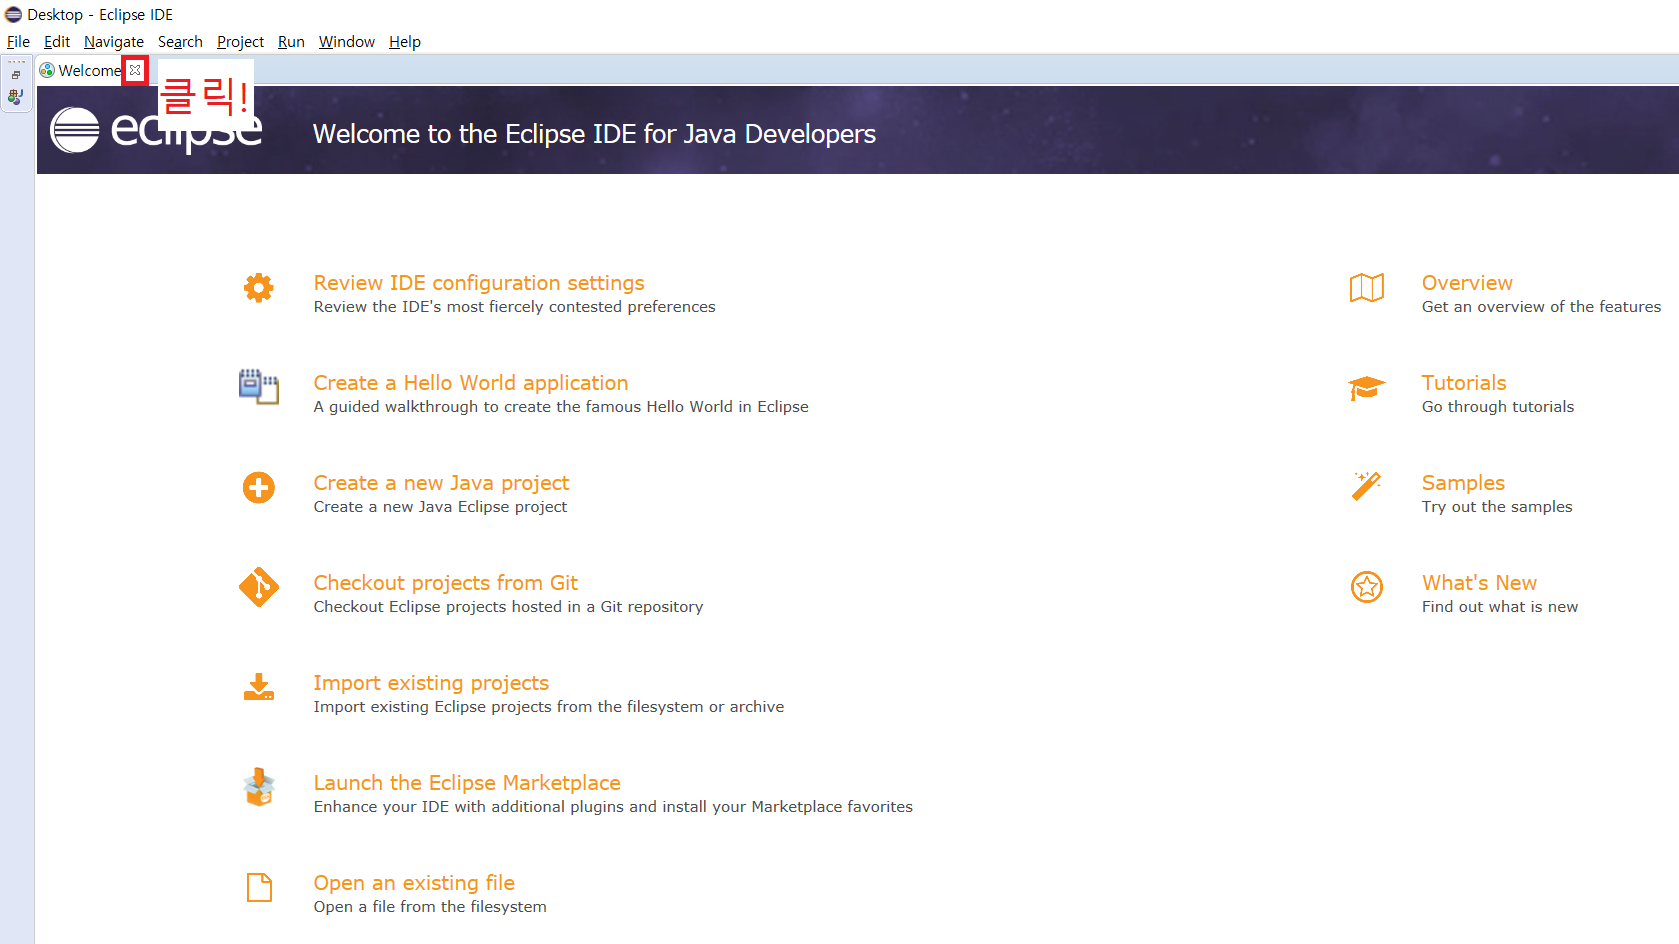 Desktop - Eclipse IDE
File Edit Navigate Search Project Run Window Help
Welcome
클릭!
eclipse
Welcome to the Eclipse IDE for Java Developers
Review IDE configuration settings
Review the IDE's most fiercely contested preferences
Overview
Get an overview of the features
Create a Hello World application
A guided walkthrough to create the famous Hello World in Eclipse
Tutorials
Go through tutorials
Create a new Java project
Create a new Java Eclipse project
Samples
Try out the samples
Checkout projects from Git
Checkout Eclipse projects hosted in a Git repository
What's New
Find out what is new
Import existing projects
Import existing Eclipse projects from the filesystem or archive
Launch the Eclipse Marketplace
Enhance your IDE with additional plugins and install your Marketplace favorites
Open an existing file
Open a file from the filesystem